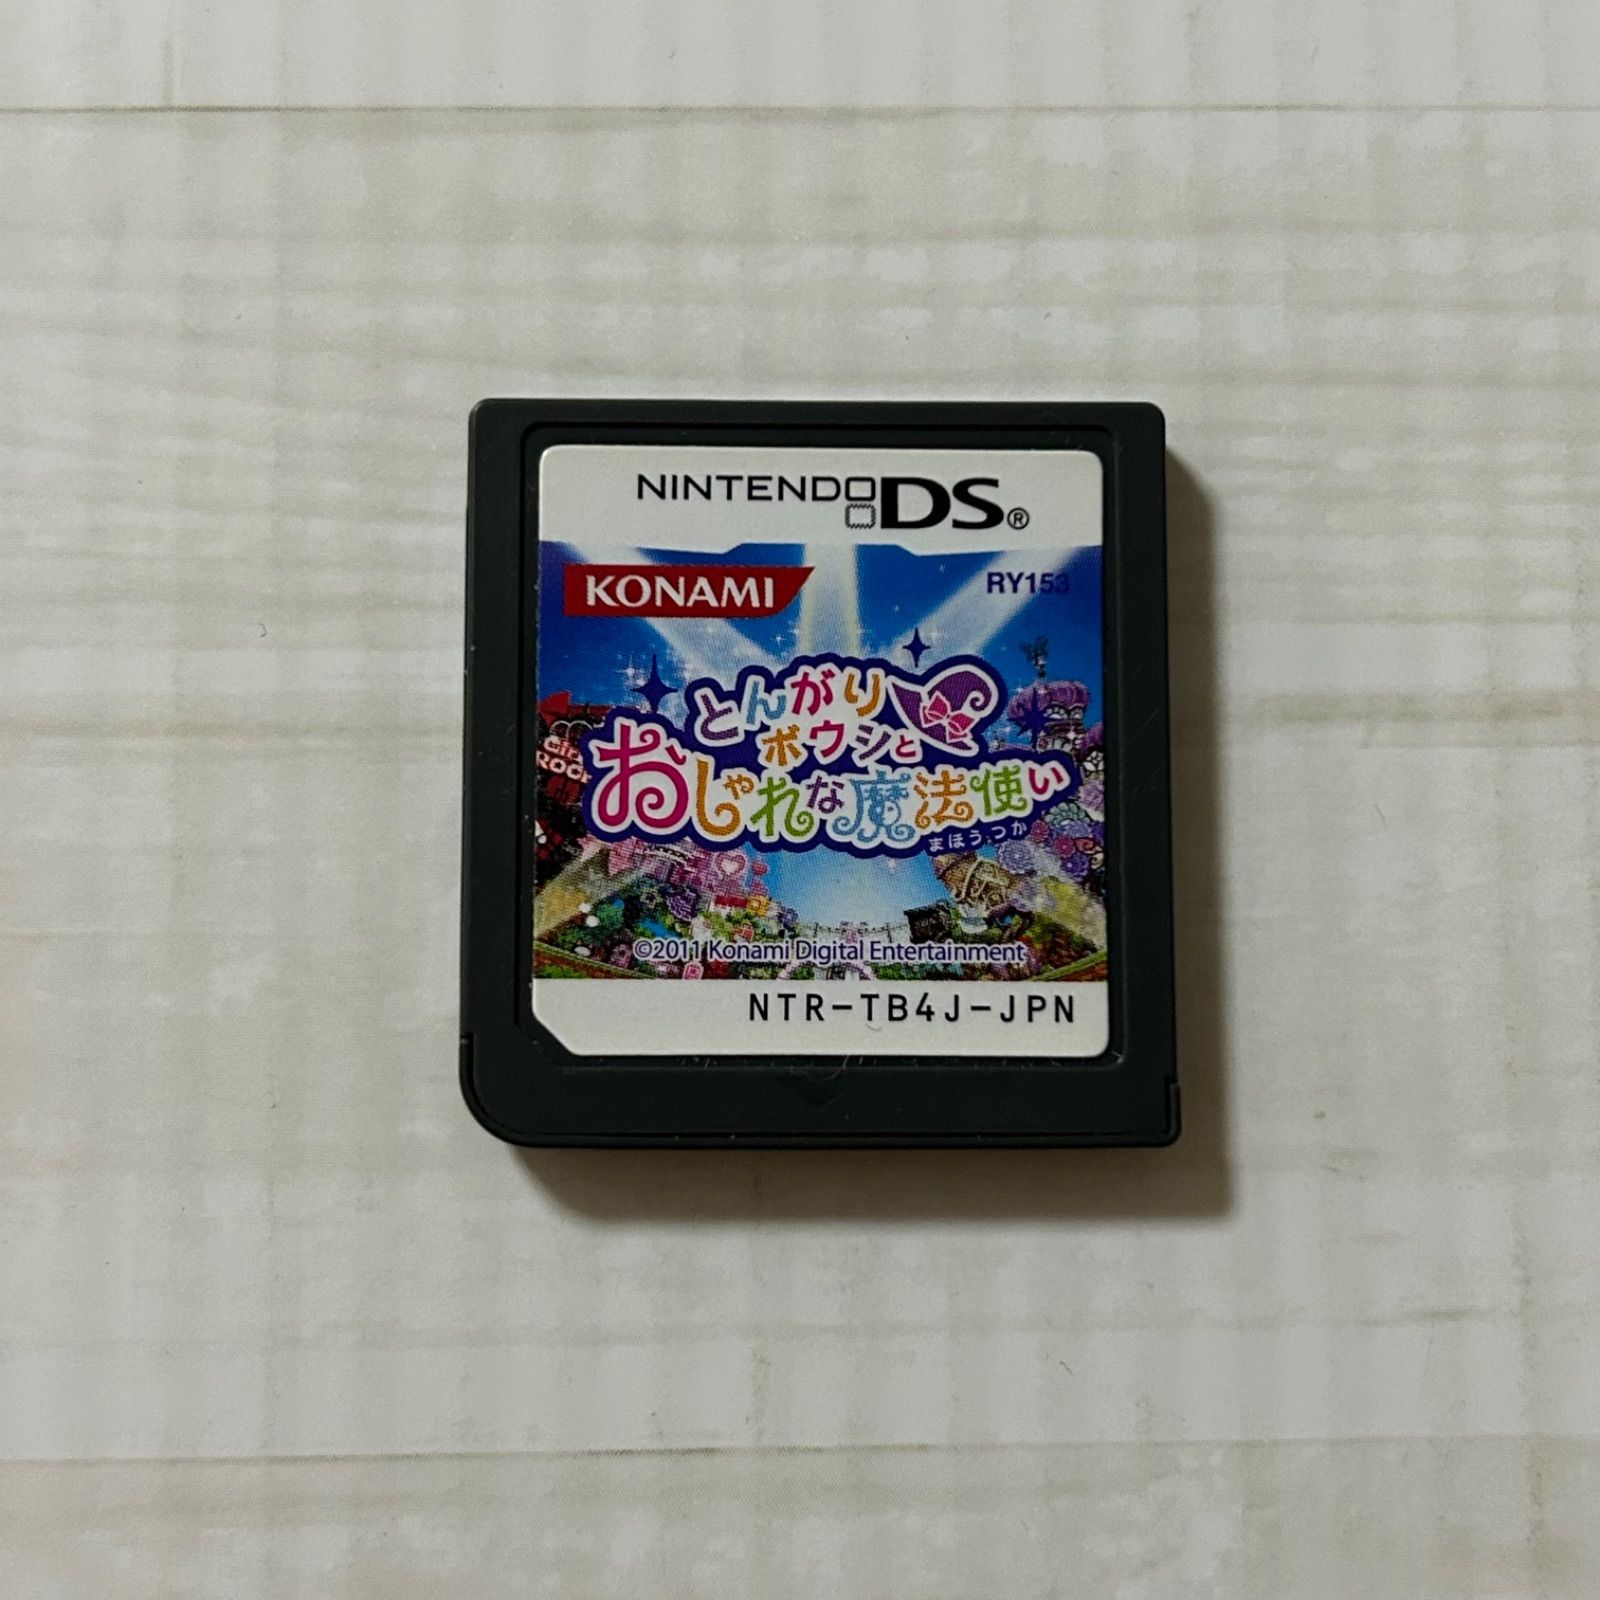 NINTENDO DS®
KONAMI
RY153
とんがり
ボウシと
おしゃれな魔法使い
まほうつか
©2011 Konami Digital Entertainment
NTR-TB4J-JPN